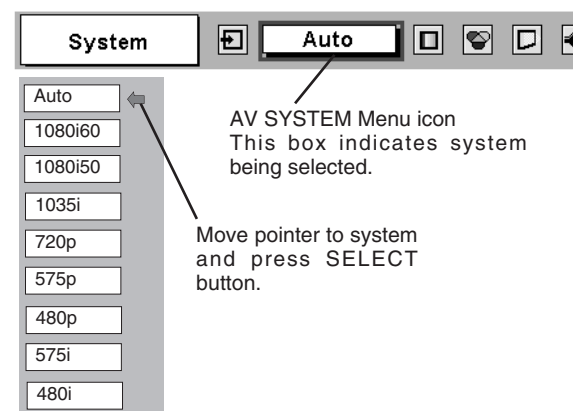 System
Auto
Auto
1080i60
1080i50
1035i
720p
575p
480p
575i
480i
AV SYSTEM Menu icon
This box indicates system
being selected.
Move pointer to system
and press SELECT
button.